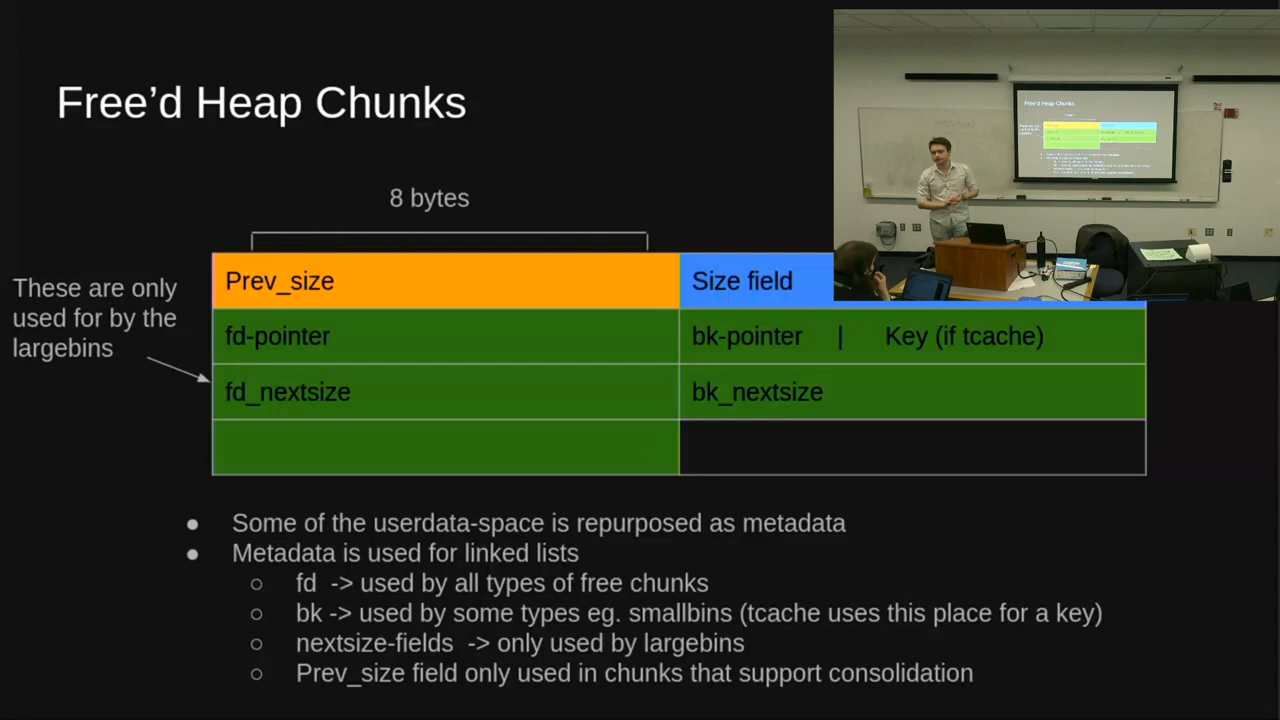 Free'd Heap Chunks
8 bytes
These are only
used for by the
largebins
Prev_size
Size field
fd-pointer
bk-pointer | Key (if tcache)
fd_nextsize
bk_nextsize
● Some of the userdata-space is repurposed as metadata
● Metadata is used for linked lists
○ fd -> used by all types of free chunks
○ bk -> used by some types eg. smallbins (tcache uses this place for a key)
○ nextsize-fields -> only used by largebins
○ Prev_size field only used in chunks that support consolidation
Free'd Heap Chunks